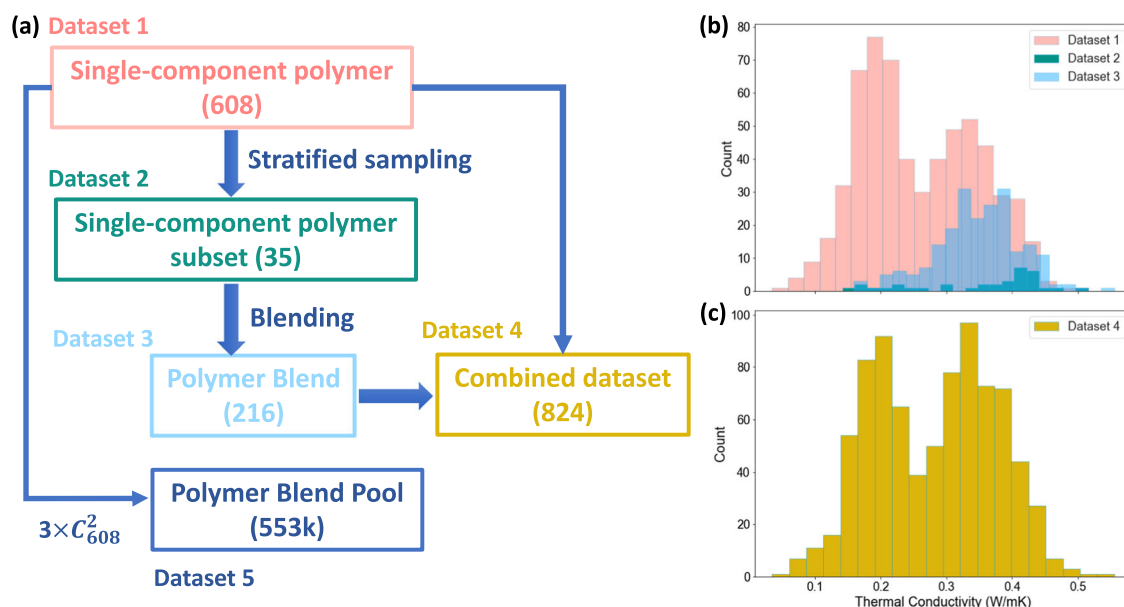 (a)
Dataset 1
Single-component polymer
(608)
Stratified sampling
Dataset 2
Single-component polymer
subset (35)
Blending
Dataset 3
Polymer Blend
(216)
Dataset 4
Combined dataset
(824)
3×C²₆₀₈
Polymer Blend Pool
(553k)
Dataset 5
(b)
80
70
60
50
40
30
20
10
0
Count
Dataset 1
Dataset 2
Dataset 3
(c)
100
80
60
40
20
0
Count
Dataset 4
0.1 0.2 0.3 0.4 0.5
Thermal Conductivity (W/mK)